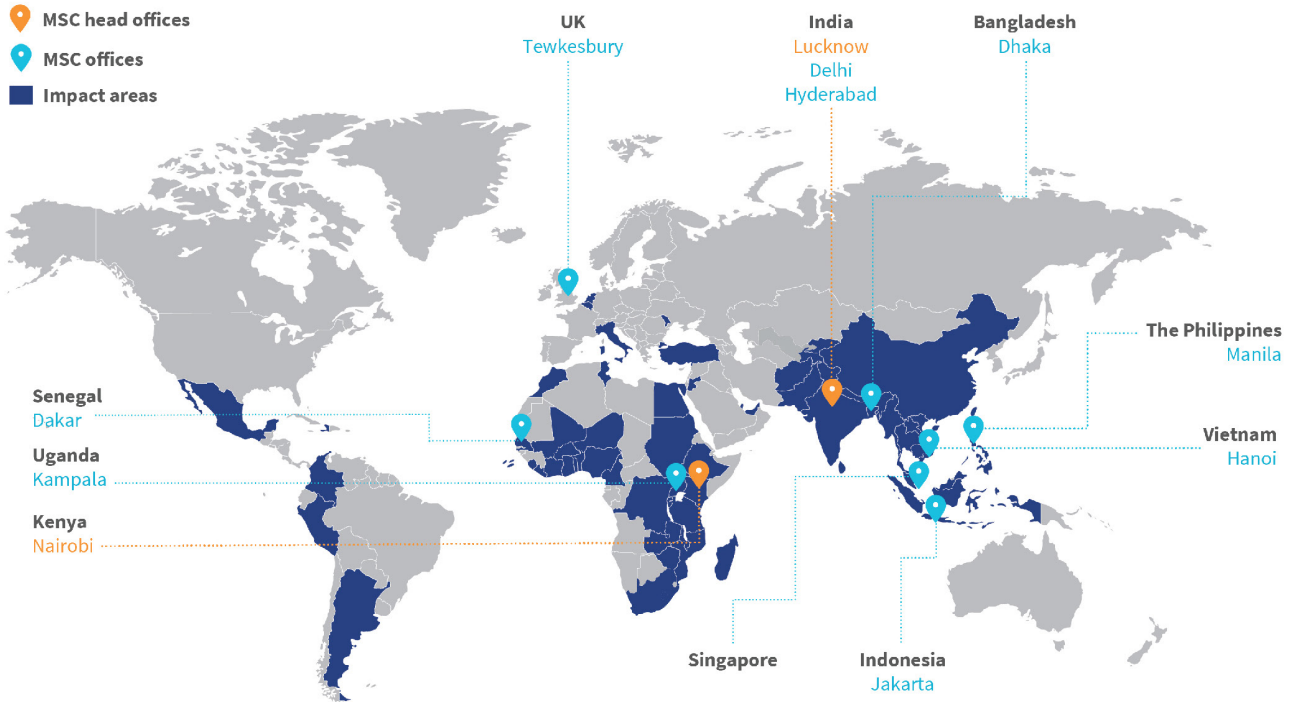 MSC head offices
MSC offices
Impact areas
UK
Tewkesbury
India
Lucknow
Delhi
Hyderabad
Bangladesh
Dhaka
The Philippines
Manila
Senegal
Dakar
Uganda
Kampala
Kenya
Nairobi
Vietnam
Hanoi
Singapore
Indonesia
Jakarta